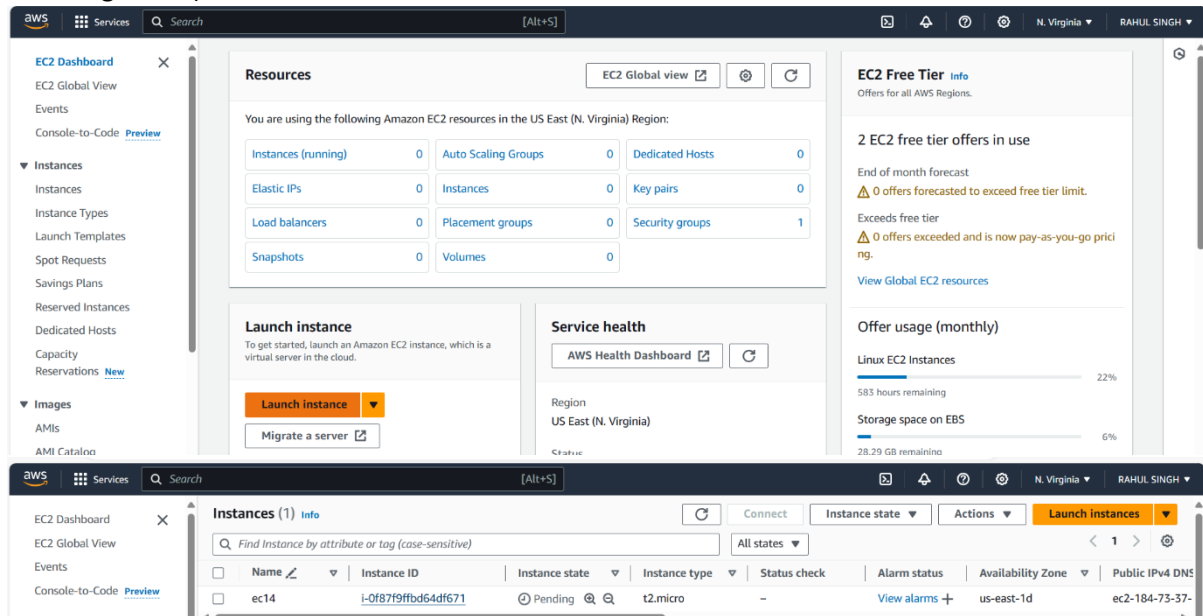 aws Services Search [Alt+S] N. Virginia ▼ RAHUL SINGH ▼
EC2 Dashboard
EC2 Global View
Events
Console-to-Code Preview
▼ Instances
Instances
Instance Types
Launch Templates
Spot Requests
Savings Plans
Reserved Instances
Dedicated Hosts
Capacity
Reservations New
▼ Images
AMIs
AMI Catalog
Resources
EC2 Global view
You are using the following Amazon EC2 resources in the US East (N. Virginia) Region:
Instances (running) 0 Auto Scaling Groups 0 Dedicated Hosts 0
Elastic IPs 0 Instances 0 Key pairs 0
Load balancers 0 Placement groups 0 Security groups 1
Snapshots 0 Volumes 0
Launch instance
To get started, launch an Amazon EC2 instance, which is a
virtual server in the cloud.
Launch instance ▼
Migrate a server
Service health
AWS Health Dashboard
Region
US East (N. Virginia)
Status
EC2 Free Tier Info
Offers for all AWS Regions.
2 EC2 free tier offers in use
End of month forecast
0 offers forecasted to exceed free tier limit.
Exceeds free tier
0 offers exceeded and is now pay-as-you-go prici
ng.
View Global EC2 resources
Offer usage (monthly)
Linux EC2 Instances
22%
583 hours remaining
Storage space on EBS
6%
28.29 GB remaining
aws Services Search [Alt+S] N. Virginia ▼ RAHUL SINGH ▼
EC2 Dashboard
EC2 Global View
Events
Console-to-Code Preview
Instances (1) Info
Connect Instance state ▼ Actions ▼ Launch instances ▼
Find Instance by attribute or tag (case-sensitive) All states ▼ < 1 >
Name Instance ID Instance state Instance type Status check Alarm status Availability Zone Public IPv4 DNS
ec14 i-0f87f9ffbd64df671 Pending t2.micro – View alarms + us-east-1d ec2-184-73-37-